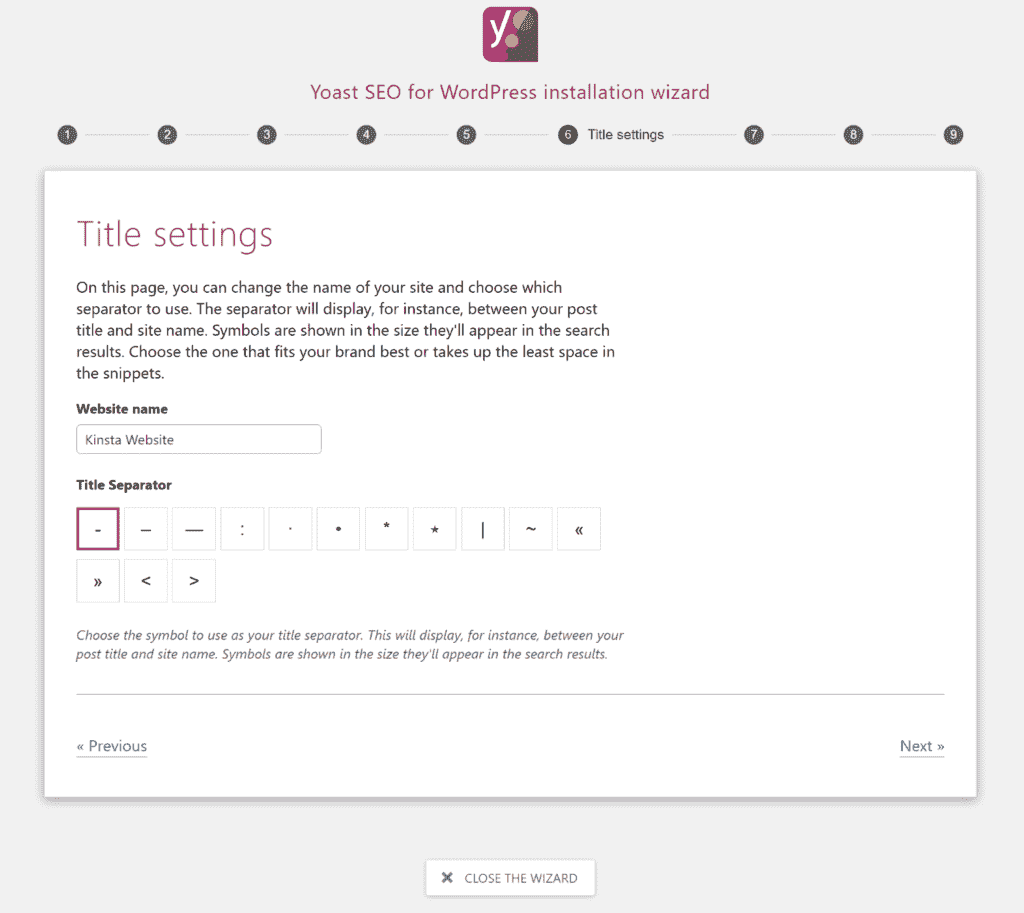 y
Yoast SEO for WordPress installation wizard
1 2 3 4 5 6 Title settings 7 8 9
Title settings
On this page, you can change the name of your site and choose which
separator to use. The separator will display, for instance, between your post
title and site name. Symbols are shown in the size they'll appear in the search
results. Choose the one that fits your brand best or takes up the least space in
the snippets.
Website name
Kinsta Website
Title Separator
- – — : · • * ⋆ | ~ «
» < >
Choose the symbol to use as your title separator. This will display, for instance, between your
post title and site name. Symbols are shown in the size they'll appear in the search results.
« Previous Next »
✖ CLOSE THE WIZARD